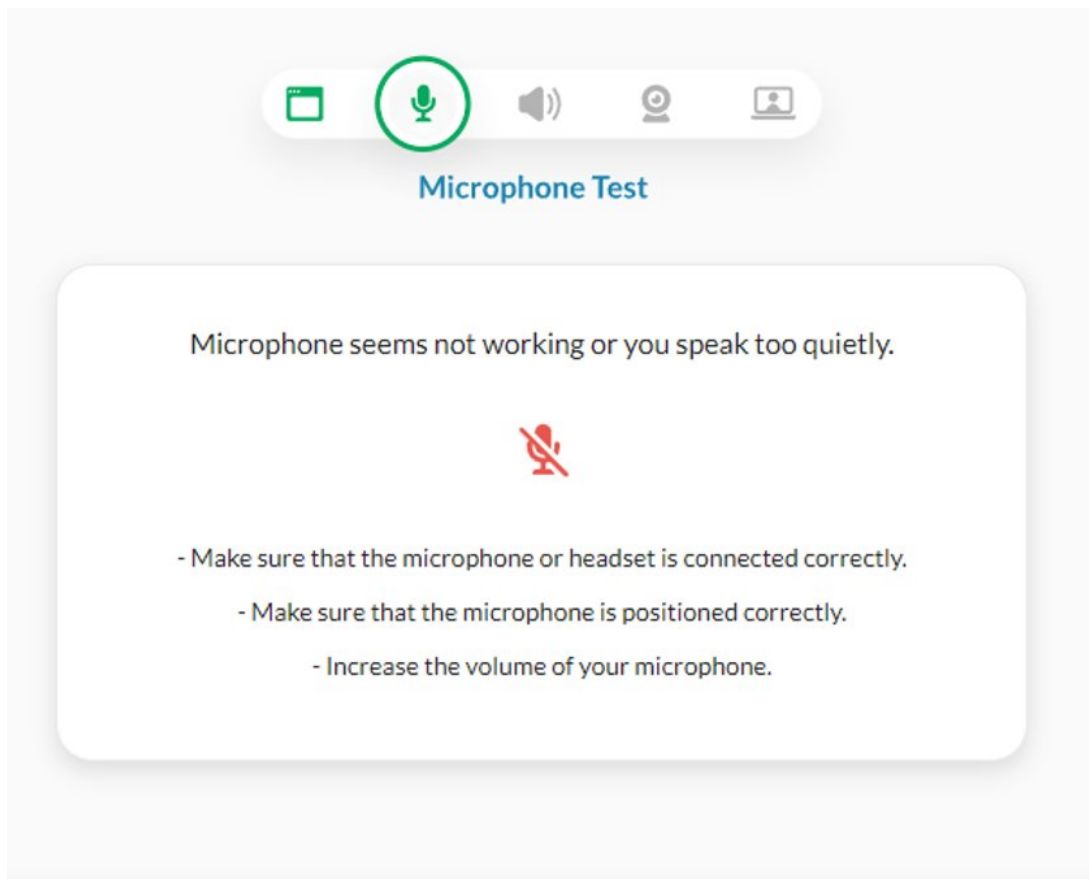 Microphone Test
Microphone seems not working or you speak too quietly.
- Make sure that the microphone or headset is connected correctly.
- Make sure that the microphone is positioned correctly.
- Increase the volume of your microphone.